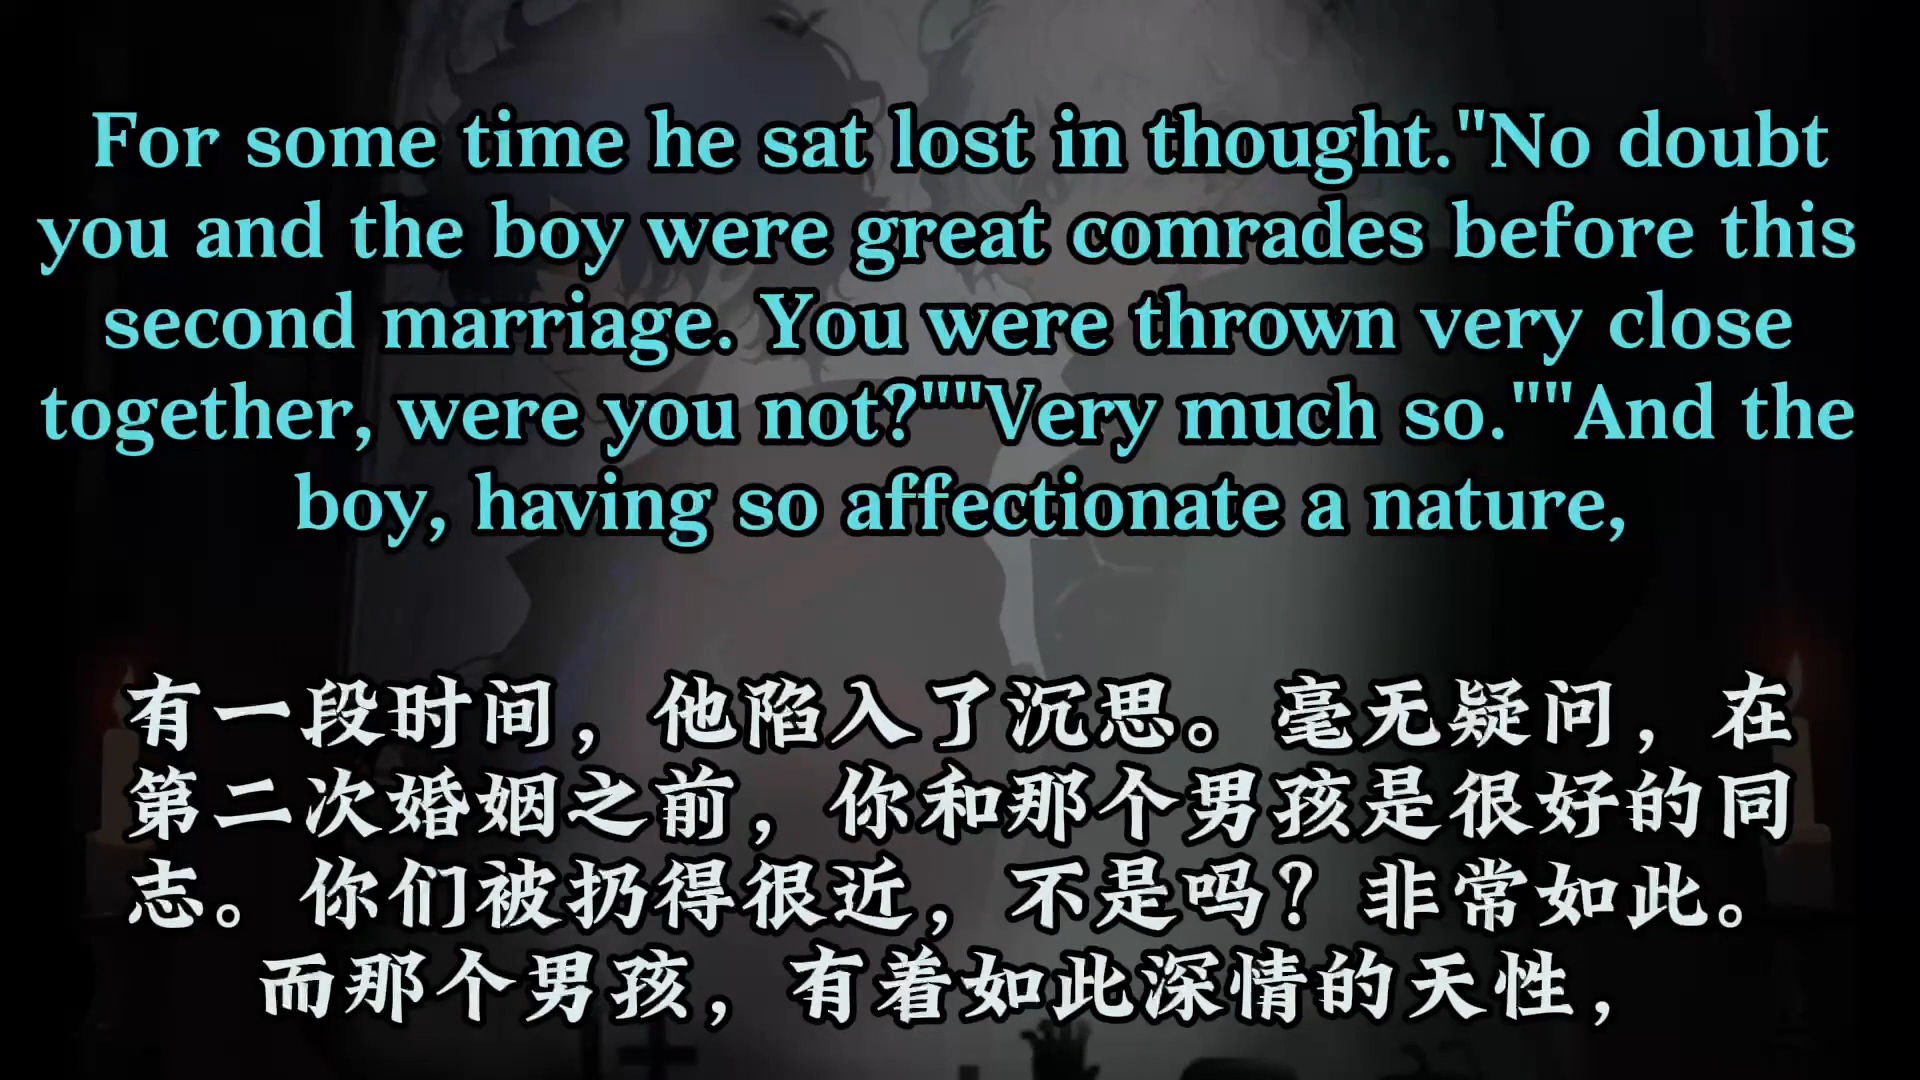 For some time he sat lost in thought."No doubt
you and the boy were great comrades before this
second marriage. You were thrown very close
together, were you not?""Very much so.""And the
boy, having so affectionate a nature,
有一段时间，他陷入了沉思。毫无疑问，在
第二次婚姻之前，你和那个男孩是很好的同
志。你们被扔得很近，不是吗？非常如此。
而那个男孩，有着如此深情的天性，